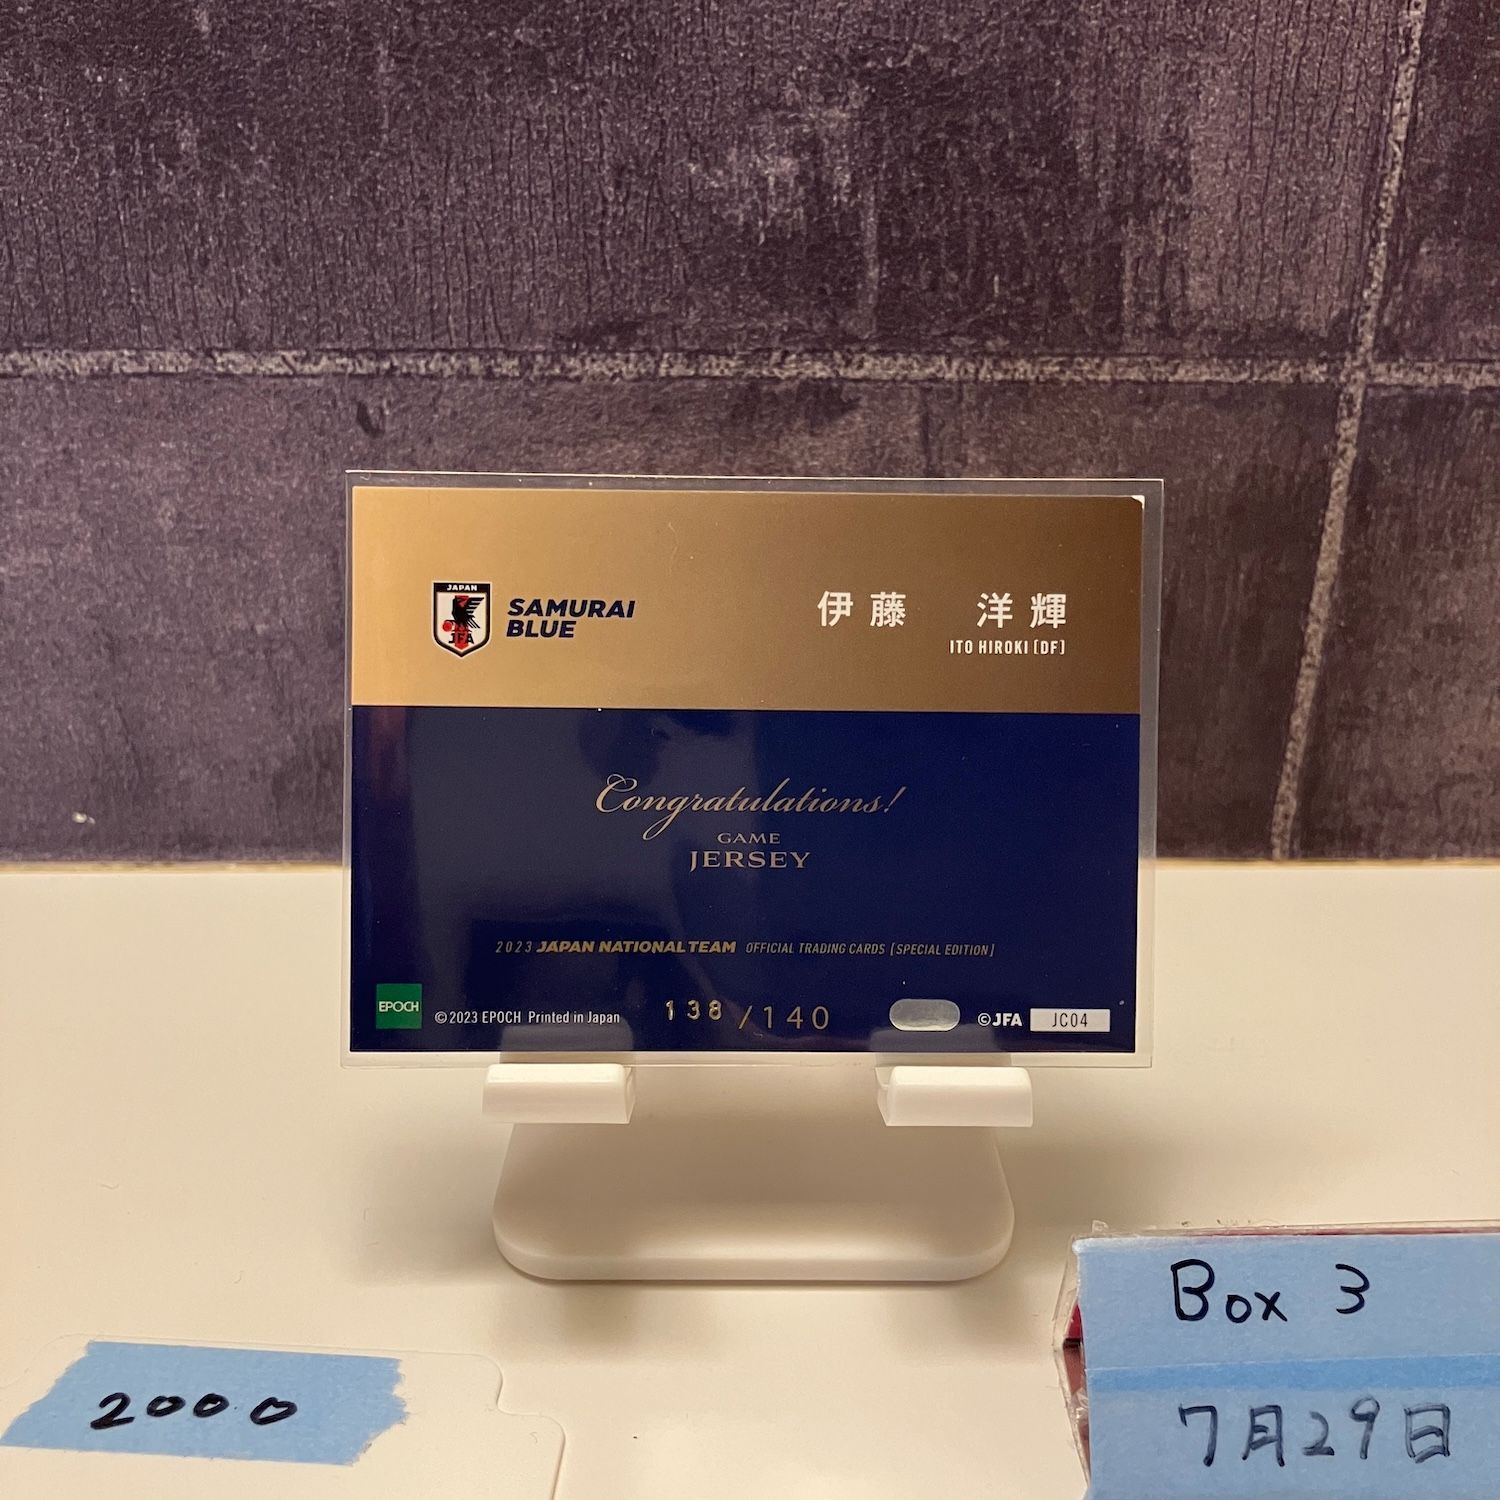 JAPAN
JFA
SAMURAI
BLUE
伊藤 洋輝
ITO HIROKI [DF]
Congratulations!
GAME
JERSEY
2023 JAPAN NATIONAL TEAM OFFICIAL TRADING CARDS [SPECIAL EDITION]
EPOCH
©2023 EPOCH Printed in Japan
138/140
©JFA
JC04
Box 3
7月29日
2000